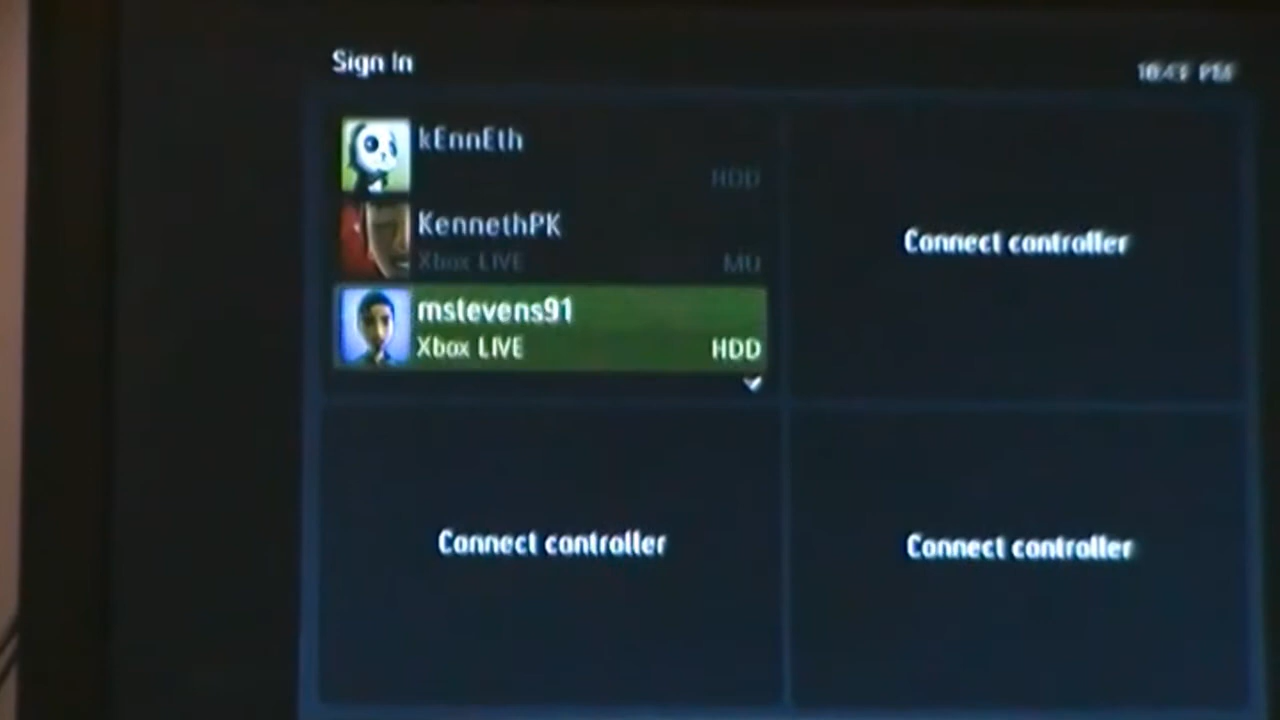 Sign In
kEnnEth
HDD
KennethPK
Xbox LIVE
MU
mstevens91
Xbox LIVE
HDD
Connect controller
Connect controller
Connect controller